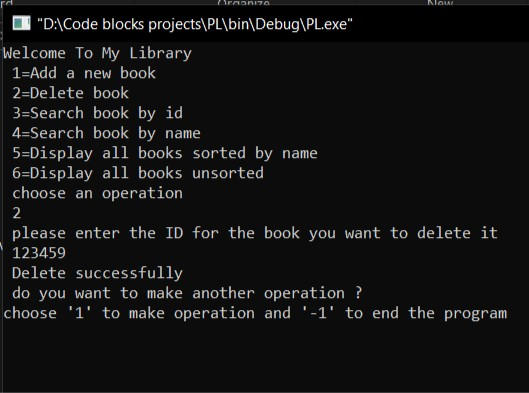 Organize
New
"D:\Code blocks projects\PL\bin\Debug\PL.exe"
Welcome To My Library
1=Add a new book
2=Delete book
3=Search book by id
4=Search book by name
5=Display all books sorted by name
6=Display all books unsorted
choose an operation
2
please enter the ID for the book you want to delete it
123459
Delete successfully
do you want to make another operation ?
choose '1' to make operation and '-1' to end the program